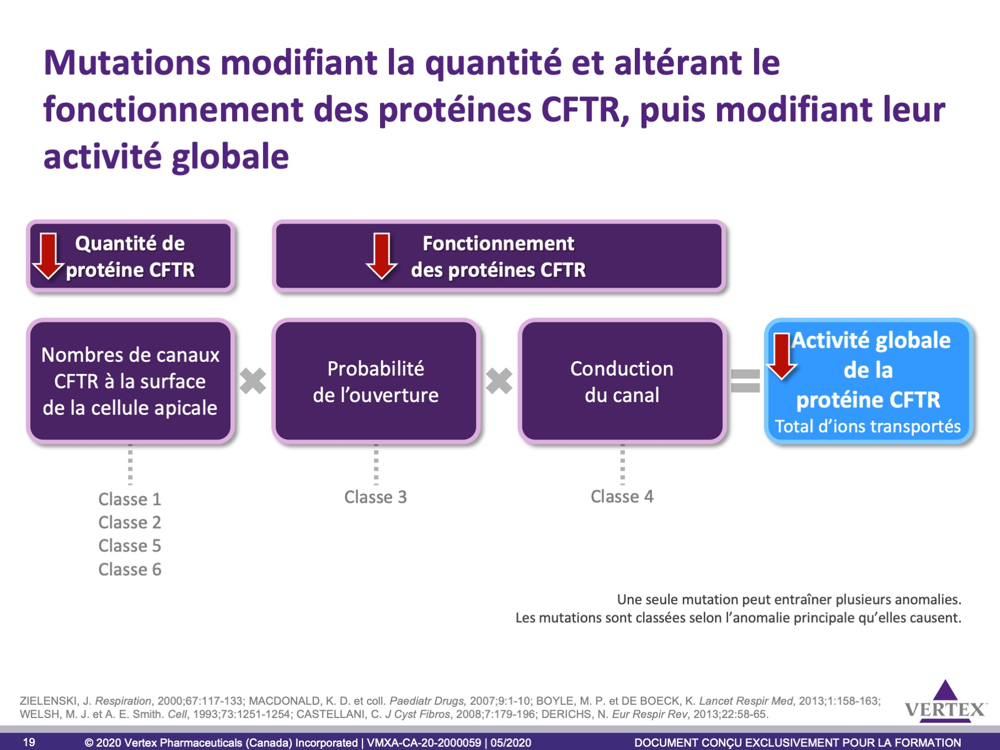 Mutations modifiant la quantité et altérant le
fonctionnement des protéines CFTR, puis modifiant leur
activité globale
Quantité de
protéine CFTR
Fonctionnement
des protéines CFTR
Nombres de canaux
CFTR à la surface
de la cellule apicale
Probabilité
de l’ouverture
Conduction
du canal
Activité globale
de la
protéine CFTR
Total d’ions transportés
Classe 1
Classe 2
Classe 5
Classe 6
Classe 3
Classe 4
Une seule mutation peut entraîner plusieurs anomalies.
Les mutations sont classées selon l’anomalie principale qu’elles causent.
ZIELENSKI, J. Respiration, 2000;67:117-133; MACDONALD, K. D. et coll. Paediatr Drugs, 2007;9:1-10; BOYLE, M. P. et DE BOECK, K. Lancet Respir Med, 2013;1:158-163;
WELSH, M. J. et A. E. Smith. Cell, 1993;73:1251-1254; CASTELLANI, C. J Cyst Fibros, 2008;7:179-196; DERICHS, N. Eur Respir Rev, 2013;22:58-65.
VERTEX
19
© 2020 Vertex Pharmaceuticals (Canada) Incorporated | VMXA-CA-20-2000059 | 05/2020
DOCUMENT CONÇU EXCLUSIVEMENT POUR LA FORMATION